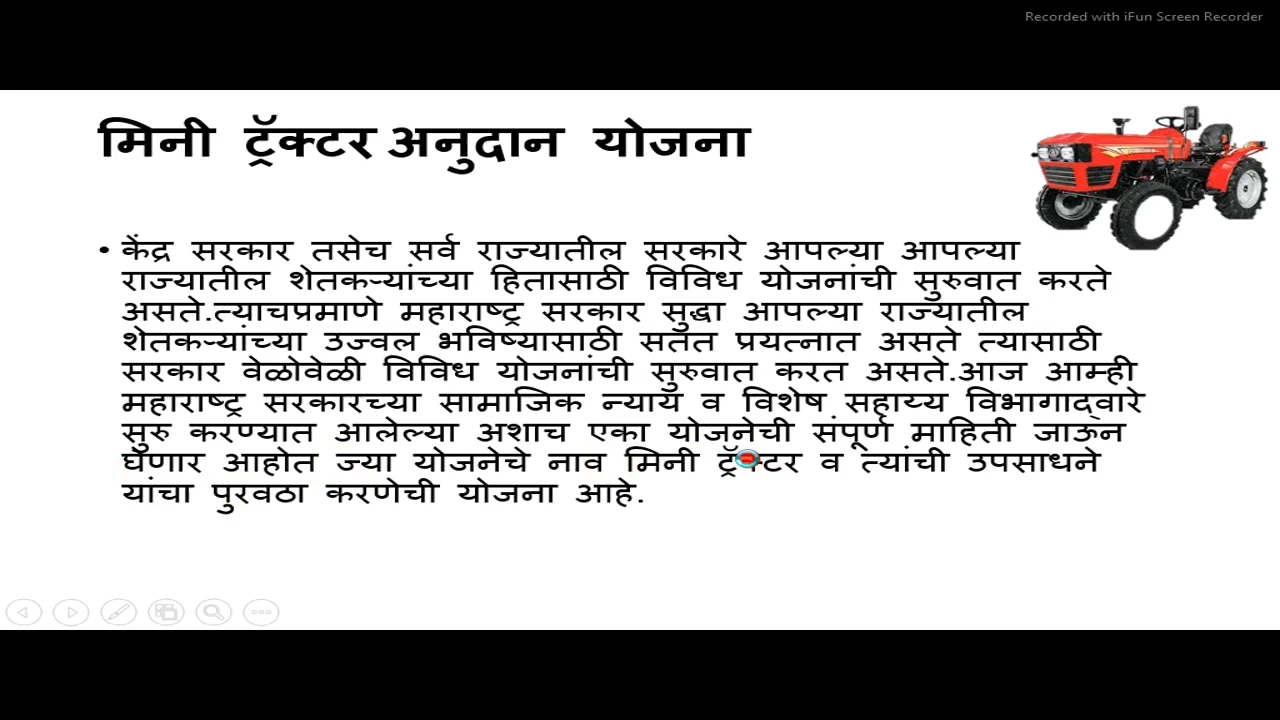 Recorded with iFun Screen Recorder
मिनी ट्रॅक्टर अनुदान योजना
• केंद्र सरकार तसेच सर्व राज्यातील सरकारे आपल्या आपल्या
राज्यातील शेतकऱ्यांच्या हितासाठी विविध योजनांची सुरुवात करते
असते.त्याचप्रमाणे महाराष्ट्र सरकार सुद्धा आपल्या राज्यातील
शेतकऱ्यांच्या उज्वल भविष्यासाठी सतत प्रयत्नात असते त्यासाठी
सरकार वेळोवेळी विविध योजनांची सुरुवात करत असते.आज आम्ही
महाराष्ट्र सरकारच्या सामाजिक न्याय व विशेष सहाय्य विभागाद्वारे
सुरु करण्यात आलेल्या अशाच एका योजनेची संपूर्ण माहिती जाऊन
घेणार आहोत ज्या योजनेचे नाव मिनी ट्रॅक्टर व त्यांची उपसाधने
यांचा पुरवठा करणेची योजना आहे.